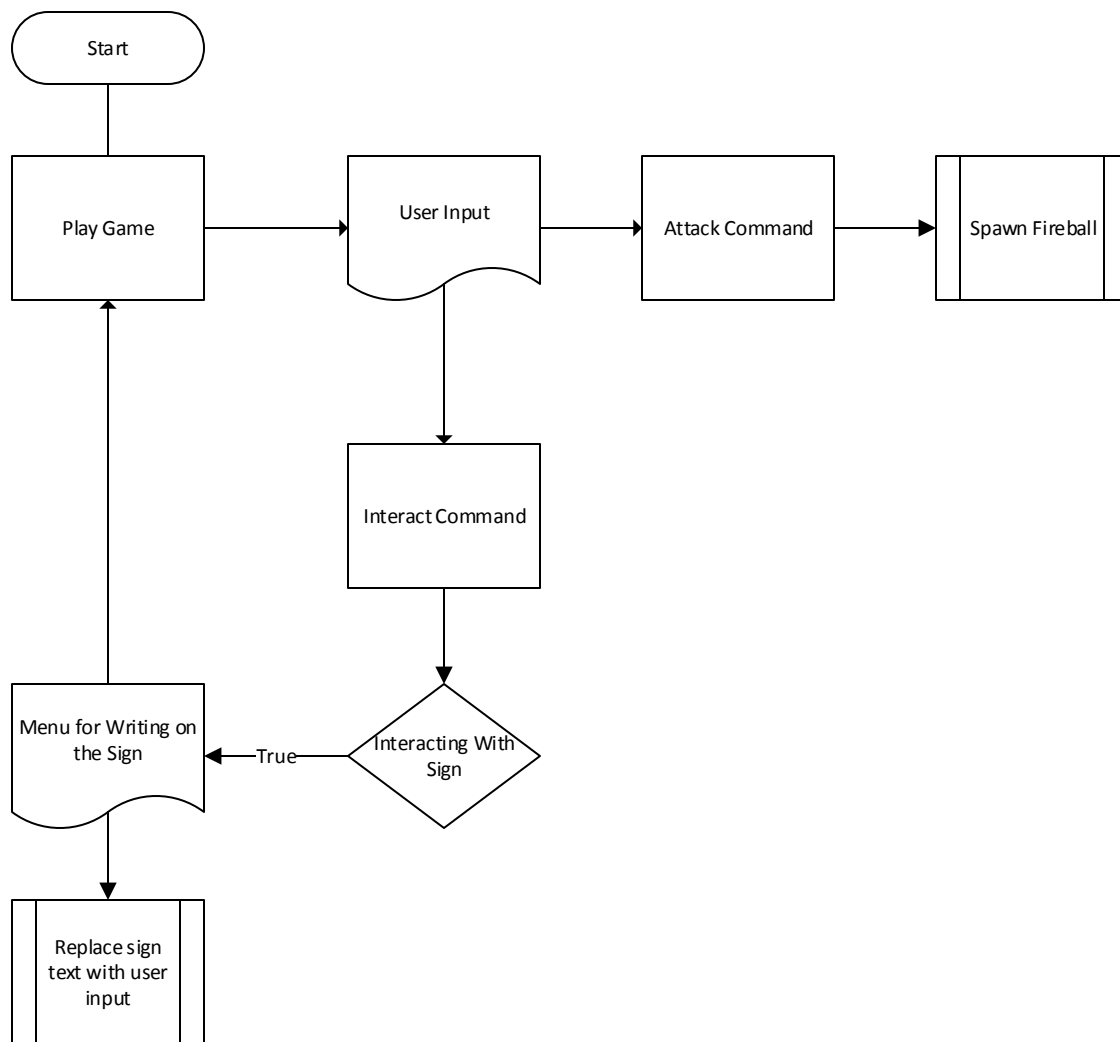 Start
Play Game
User Input
Attack Command
Spawn Fireball
Interact Command
Menu for Writing on
the Sign
True
Interacting With
Sign
Replace sign
text with user
input